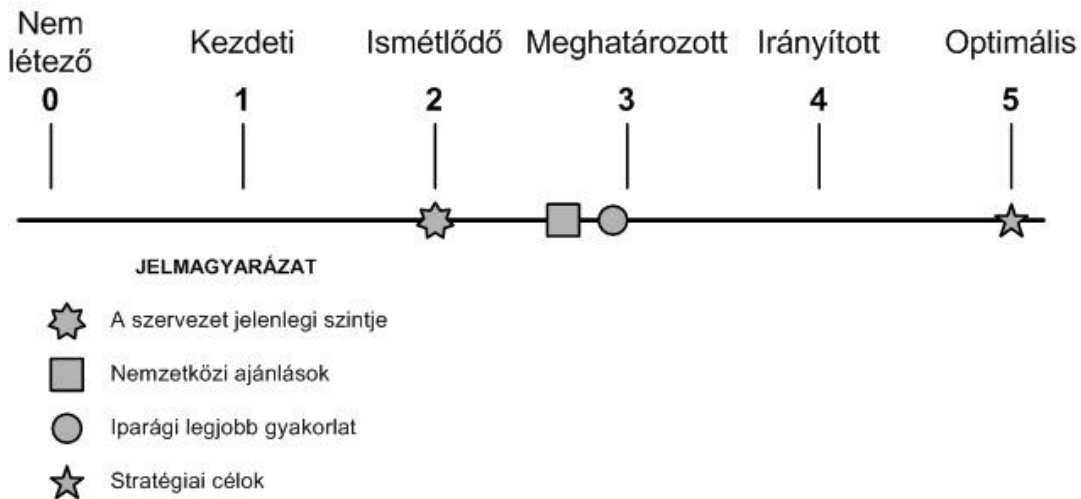 Nem
létező
Kezdeti
Ismétlődő
Meghatározott
Irányított
Optimális
0
1
2
3
4
5
JELMAGYARÁZAT
A szervezet jelenlegi szintje
Nemzetközi ajánlások
Iparági legjobb gyakorlat
Stratégiai célok